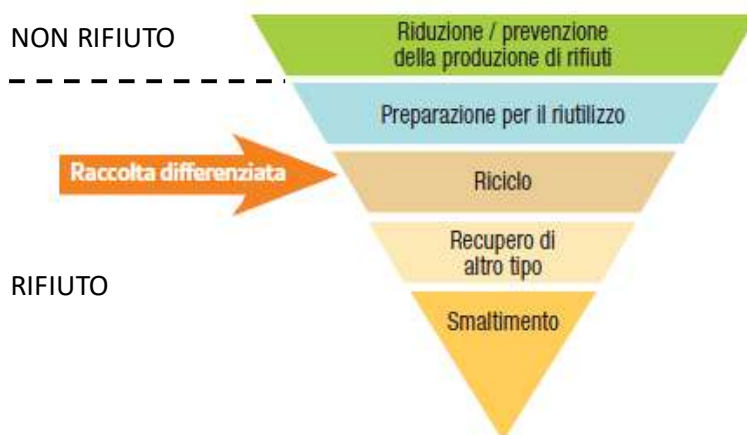 NON RIFIUTO
Riduzione / prevenzione
della produzione di rifiuti
Preparazione per il riutilizzo
Raccolta differenziata
Riciclo
Recupero di
altro tipo
RIFIUTO
Smaltimento